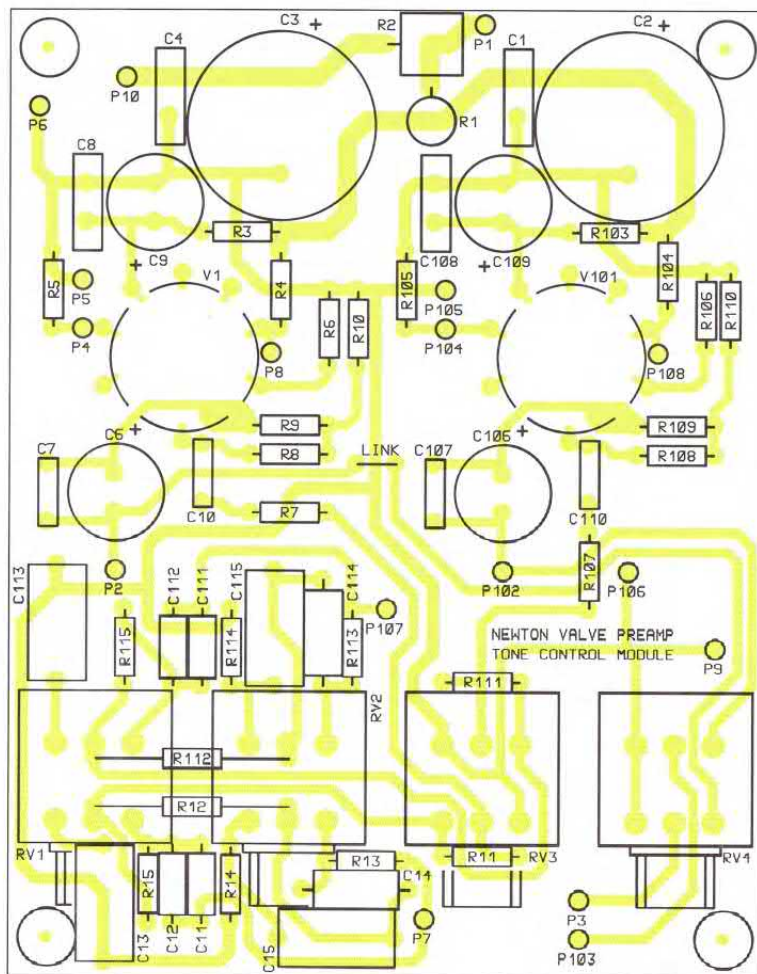 C3
+
R2
P1
C2
+
C4
C1
P10
P6
R1
C8
C108
C109
+
C9
+
R3
R103
R5
P5
V1
R4
R105
P105
V101
R104
R106
R110
P4
R6
R10
P104
P8
P108
R9
R109
C7
C6
+
R8
LINK
C107
C106
+
R108
C10
R7
C110
P2
P102
R107
P106
C113
C112
C111
C115
C114
P107
R115
R114
R113
NEWTON VALVE PREAMP
TONE CONTROL MODULE
P9
R111
RV2
R112
R12
RV1
R15
R14
R13
R11
RV3
RV4
C14
C13
C12
C11
C15
P7
P3
P103